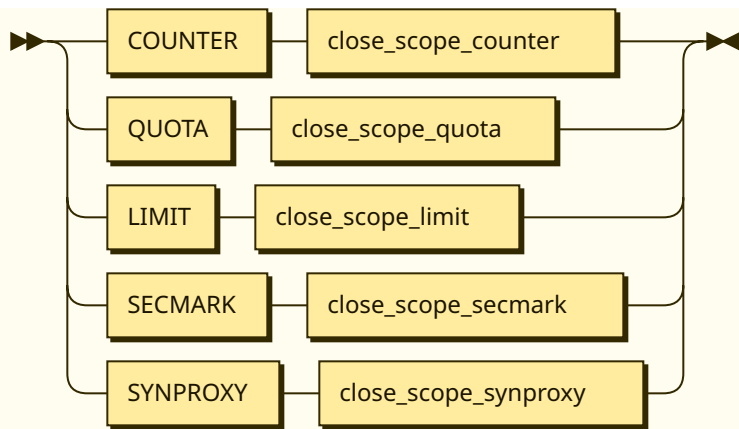 COUNTER close_scope_counter
QUOTA close_scope_quota
LIMIT close_scope_limit
SECMARK close_scope_secmark
SYNPROXY close_scope_synproxy